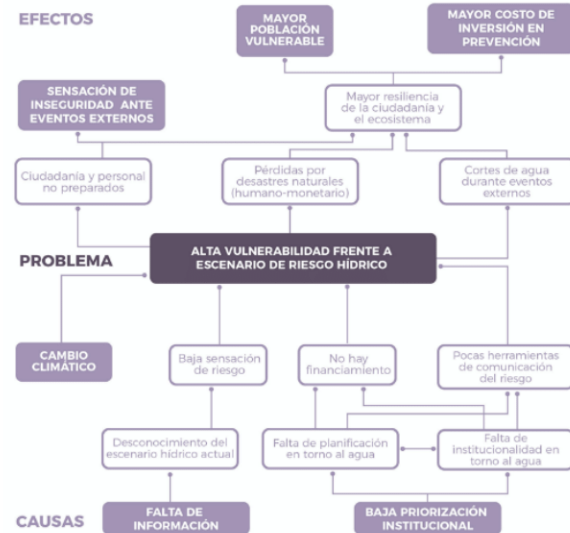 EFECTOS
MAYOR
POBLACIÓN
VULNERABLE
MAYOR COSTO DE
INVERSIÓN EN
PREVENCIÓN
SENSACIÓN DE
INSEGURIDAD ANTE
EVENTOS EXTERNOS
Mayor resiliencia
de la ciudadanía y
el ecosistema
Ciudadanía y personal
no preparados
Pérdidas por
desastres naturales
(humano-monetario)
Cortes de agua
durante eventos
externos
PROBLEMA
ALTA VULNERABILIDAD FRENTE A
ESCENARIO DE RIESGO HÍDRICO
CAMBIO
CLIMÁTICO
Baja sensación
de riesgo
No hay
financiamiento
Pocas herramientas
de comunicación
del riesgo
Desconocimiento del
escenario hídrico actual
Falta de planificación
en torno al agua
Falta de
institucionalidad en
torno al agua
CAUSAS
FALTA DE
INFORMACIÓN
BAJA PRIORIZACIÓN
INSTITUCIONAL